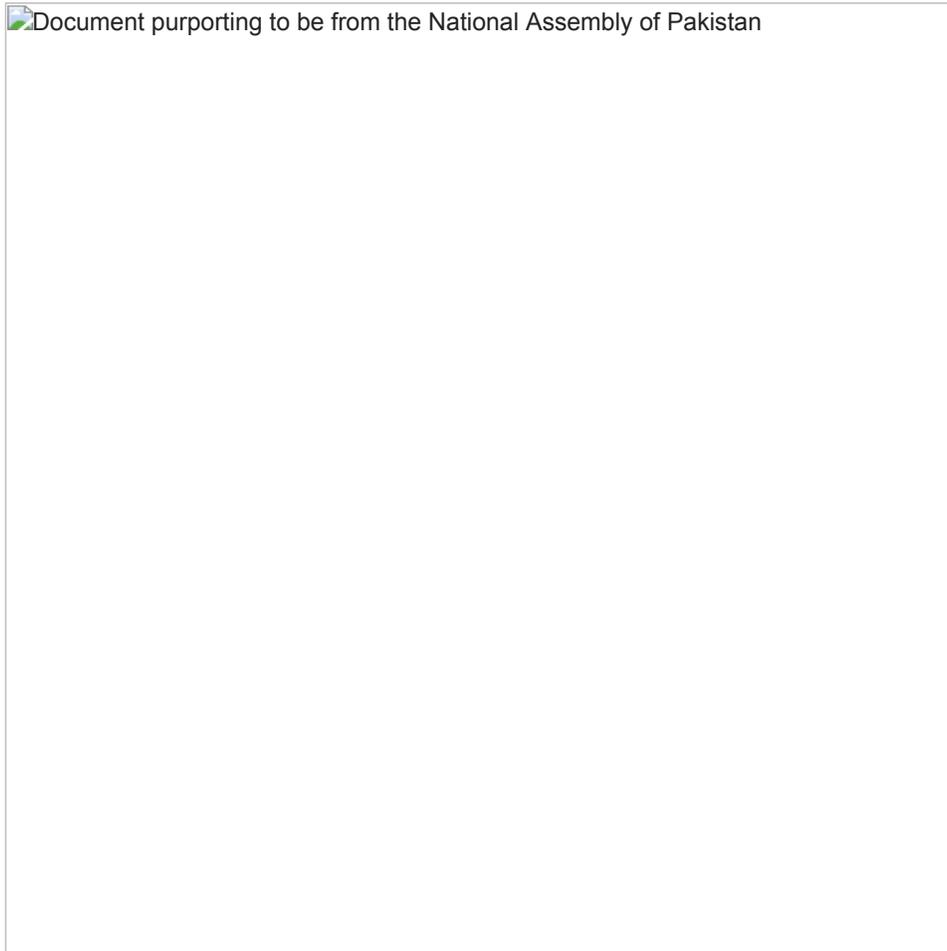 Document purporting to be from the National Assembly of Pakistan